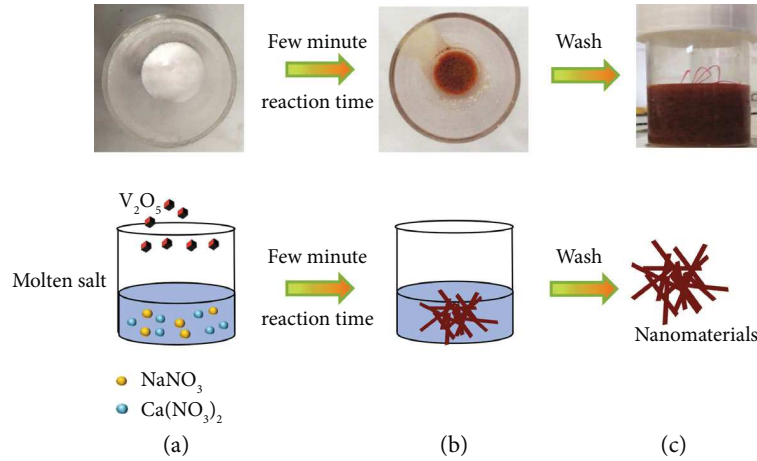 Few minute
reaction time
Wash
V₂O₅
Molten salt
Few minute
reaction time
Wash
Nanomaterials
NaNO₃
Ca(NO₃)₂
(a)
(b)
(c)